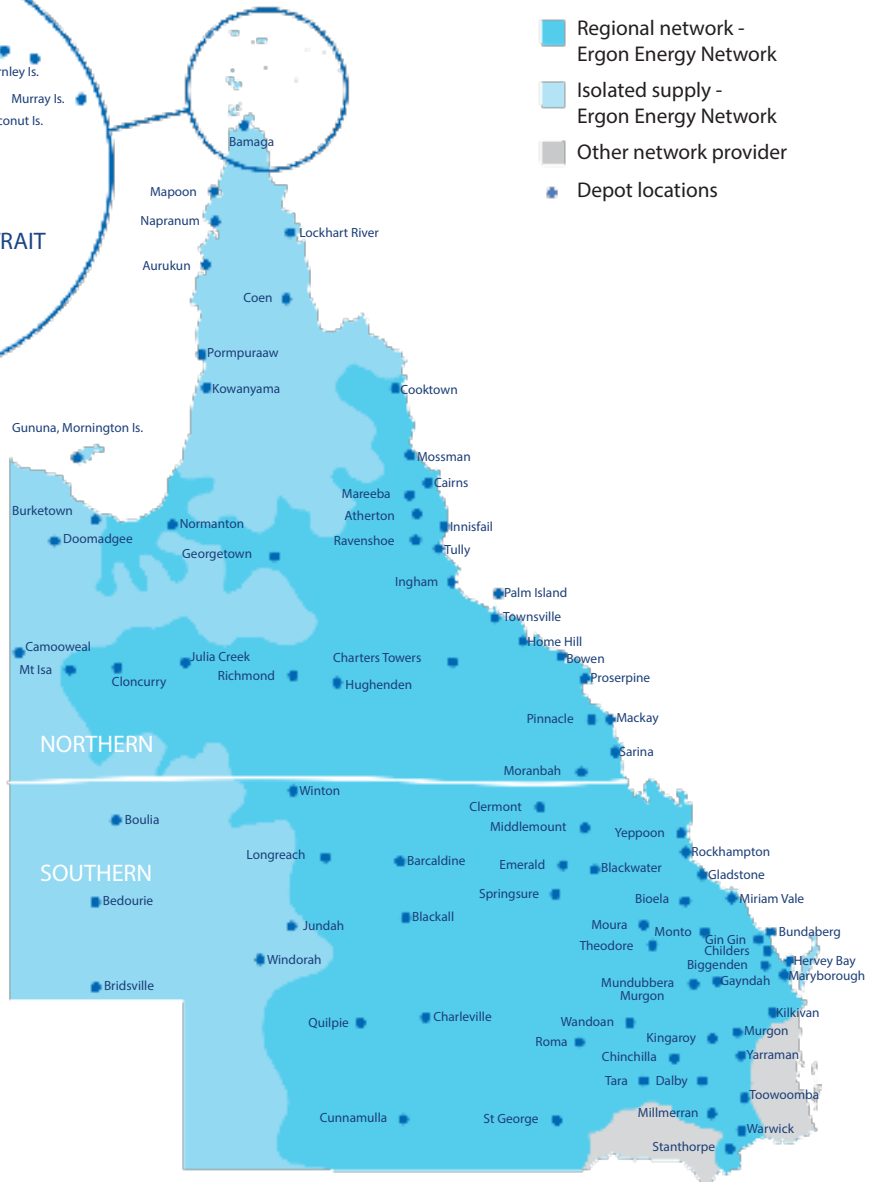 Regional network -
Ergon Energy Network
Isolated supply -
Ergon Energy Network
Other network provider
Depot locations
rnley Is.
Murray Is.
conut Is.
RAIT
Bamaga
Mapoon
Napranum
Lockhart River
Aurukun
Coen
Pormpuraaw
Kowanyama
Cooktown
Gununa, Mornington Is.
Mossman
Cairns
Mareeba
Burketown
Atherton
Normanton
Innisfail
Doomadgee
Ravenshoe
Georgetown
Tully
Ingham
Palm Island
Townsville
Home Hill
Camooweal
Julia Creek
Charters Towers
Bowen
Mt Isa
Cloncurry
Richmond
Hughenden
Proserpine
Pinnacle
Mackay
NORTHERN
Sarina
Moranbah
Winton
Clermont
Boulia
Middlemount
Yeppoon
Longreach
Barcaldine
Rockhampton
SOUTHERN
Emerald
Blackwater
Gladstone
Springsure
Bedourie
Bioela
Miriam Vale
Blackall
Jundah
Moura
Monto
Gin Gin
Bundaberg
Theodore
Childers
Windorah
Biggenden
Hervey Bay
Maryborough
Bridsville
Mundubbera
Gayndah
Murgon
Kilkivan
Quilpie
Charleville
Wandoan
Murgon
Roma
Kingaroy
Chinchilla
Yarraman
Tara
Dalby
Toowoomba
Cunnamulla
St George
Millmerran
Warwick
Stanthorpe